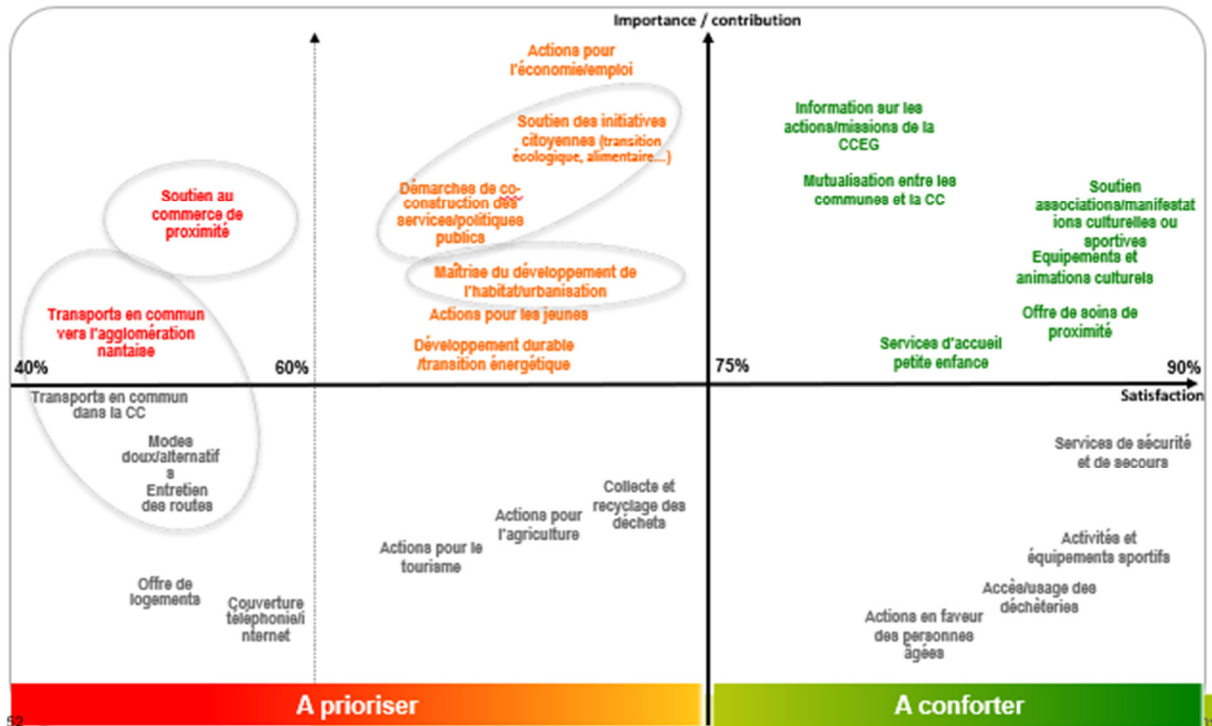 Importance / contribution
Actions pour
l'économie/emploi
Information sur les
actions/missions de la
CCEG
Soutien des initiatives
citoyennes (transition
écologique, alimentaire....)
Mutualisation entre les
communes et la CC
Soutien
associations/manifestat
ions culturelles ou
sportives
Soutien au
commerce de
proximité
Démarches de co-
construction des
services/politiques
publics
Equipements et
animations culturels
Maîtrise du développement de
l'habitat/urbanisation
Transports en commun
vers l'agglomération
nantaise
Actions pour les jeunes
Offre de soins de
proximité
Développement durable
/transition énergétique
Services d'accueil
petite enfance
40%
60%
75%
90%
Satisfaction
Transports en commun
dans la CC
Modes
doux/alternatif
s
Entretien
des routes
Services de sécurité
et de secours
Collecte et
recyclage des
déchets
Actions pour
l'agriculture
Actions pour le
tourisme
Activités et
équipements sportifs
Offre de
logements
Couverture
téléphonie/i
nternet
Accès/usage des
déchèteries
Actions en faveur
des personnes
âgées
A prioriser
A conforter
52